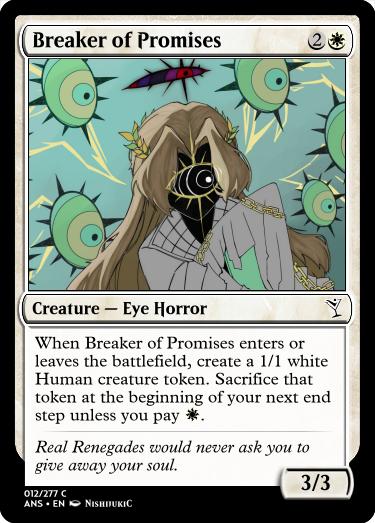 Breaker of Promises 2
Creature — Eye Horror
When Breaker of Promises enters or
leaves the battlefield, create a 1/1 white
Human creature token. Sacrifice that
token at the beginning of your next end
step unless you pay .
Real Renegades would never ask you to
give away your soul.
3/3
012/277 C
ANS • EN NishijukiC